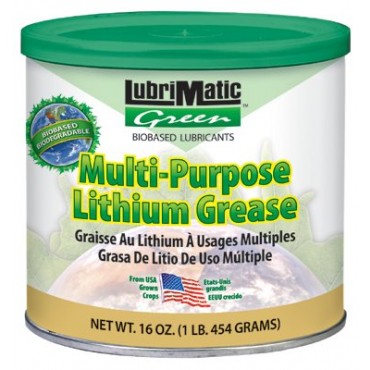 LubriMatic
™
Green
BIOBASED LUBRICANTS
BIOBASED
BIODEGRADABLE
Multi-Purpose
Lithium Grease
Graisse Au Lithium À Usages Multiples
Grasa De Litio De Uso Múltiple
From USA
Grown
Crops
États-Unis
grandis
EEUU crecido
NET WT. 16 OZ. (1 LB. 454 GRAMS)